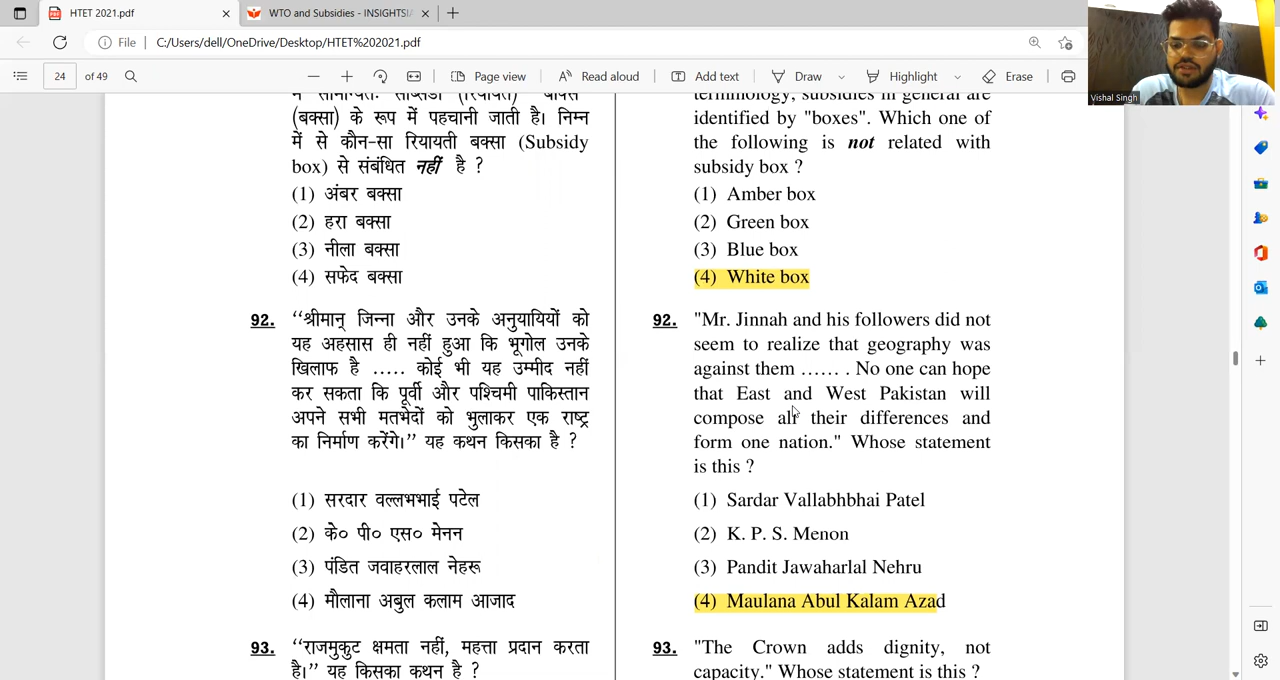 HTET 2021.pdf
WTO and Subsidies - INSIGHTSI
File
C:/Users/dell/OneDrive/Desktop/HTET%202021.pdf
24
of 49
Page view
Read aloud
Add text
Draw
Highlight
Erase
Vishal Singh
(बक्सा) के रूप में पहचानी जाती है। निम्न
में से कौन-सा रियायती बक्सा (Subsidy
box) से संबंधित नहीं है ?
(1) अंबर बक्सा
(2) हरा बक्सा
(3) नीला बक्सा
(4) सफेद बक्सा
92. ‘‘श्रीमान् जिन्ना और उनके अनुयायियों को
यह अहसास ही नहीं हुआ कि भूगोल उनके
खिलाफ है ..... कोई भी यह उम्मीद नहीं
कर सकता कि पूर्वी और पश्चिमी पाकिस्तान
अपने सभी मतभेदों को भुलाकर एक राष्ट्र
का निर्माण करेंगे।’’ यह कथन किसका है ?
(1) सरदार वल्लभभाई पटेल
(2) के० पी० एस० मेनन
(3) पंडित जवाहरलाल नेहरू
(4) मौलाना अबुल कलाम आजाद
93. ‘‘राजमुकुट क्षमता नहीं, महत्ता प्रदान करता
है।’’ यह किसका कथन है ?
terminology, subsidies in general are
identified by "boxes". Which one of
the following is not related with
subsidy box ?
(1) Amber box
(2) Green box
(3) Blue box
(4) White box
92. "Mr. Jinnah and his followers did not
seem to realize that geography was
against them ...... . No one can hope
that East and West Pakistan will
compose all their differences and
form one nation." Whose statement
is this ?
(1) Sardar Vallabhbhai Patel
(2) K. P. S. Menon
(3) Pandit Jawaharlal Nehru
(4) Maulana Abul Kalam Azad
93. "The Crown adds dignity, not
capacity." Whose statement is this ?